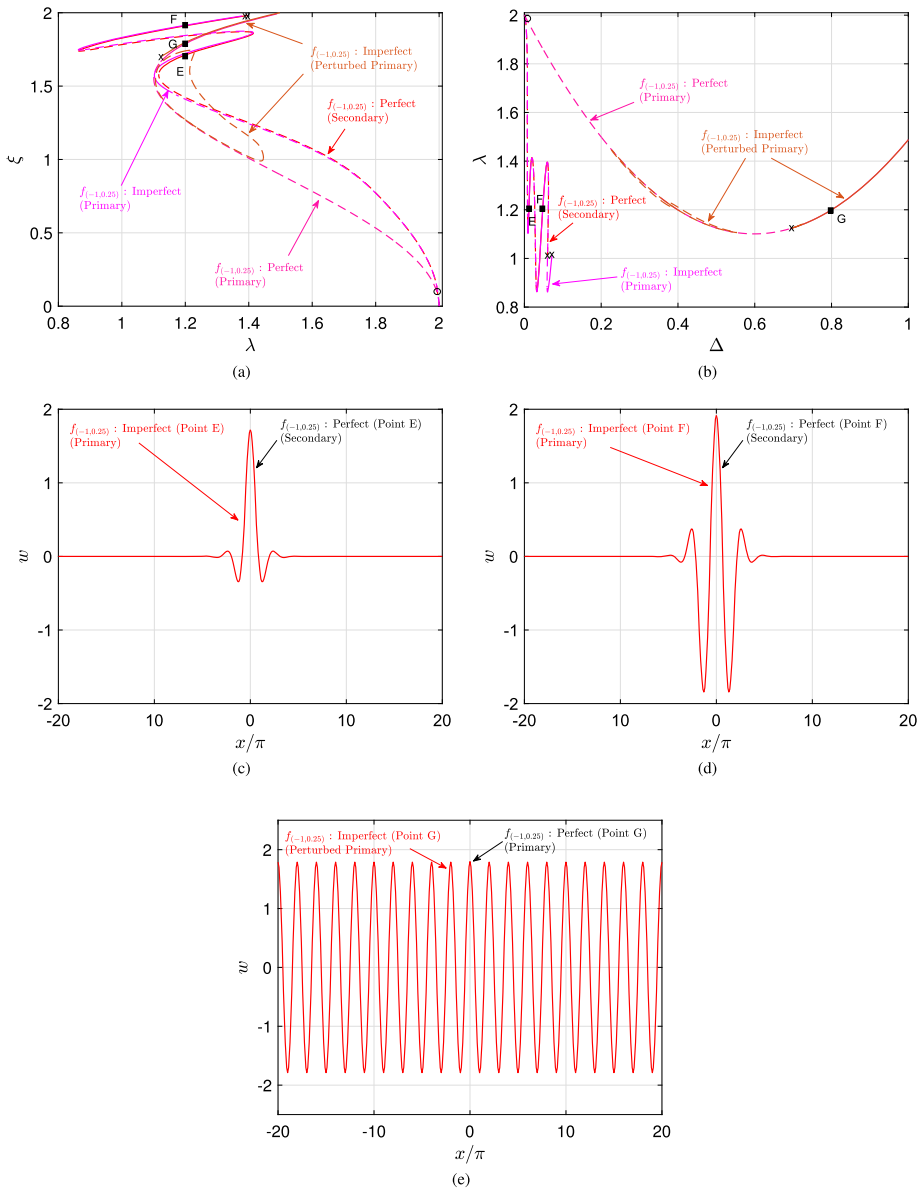 2
1.5
1
0.5
0
ξ
F
G
E
f(−1,0.25) : Imperfect
(Perturbed Primary)
f(−1,0.25) : Perfect
(Secondary)
f(−1,0.25) : Imperfect
(Primary)
f(−1,0.25) : Perfect
(Primary)
0.8 1 1.2 1.4 1.6 1.8 2
λ
(a)
2
1.8
1.6
1.4
1.2
1
0.8
λ
f(−1,0.25) : Perfect
(Primary)
f(−1,0.25) : Imperfect
(Perturbed Primary)
f(−1,0.25) : Perfect
(Secondary)
E
F
G
f(−1,0.25) : Imperfect
(Primary)
0 0.2 0.4 0.6 0.8 1
Δ
(b)
2
1
0
-1
-2
w
f(−1,0.25) : Imperfect (Point E)
(Primary)
f(−1,0.25) : Perfect (Point E)
(Secondary)
-20 10 0 10 20
x/π
(c)
2
1
0
-1
-2
w
f(−1,0.25) : Imperfect (Point F)
(Primary)
f(−1,0.25) : Perfect (Point F)
(Secondary)
-20 10 0 10 20
x/π
(d)
2
1
0
-1
-2
w
f(−1,0.25) : Imperfect (Point G)
(Perturbed Primary)
f(−1,0.25) : Perfect (Point G)
(Primary)
-20 -10 0 10 20
x/π
(e)